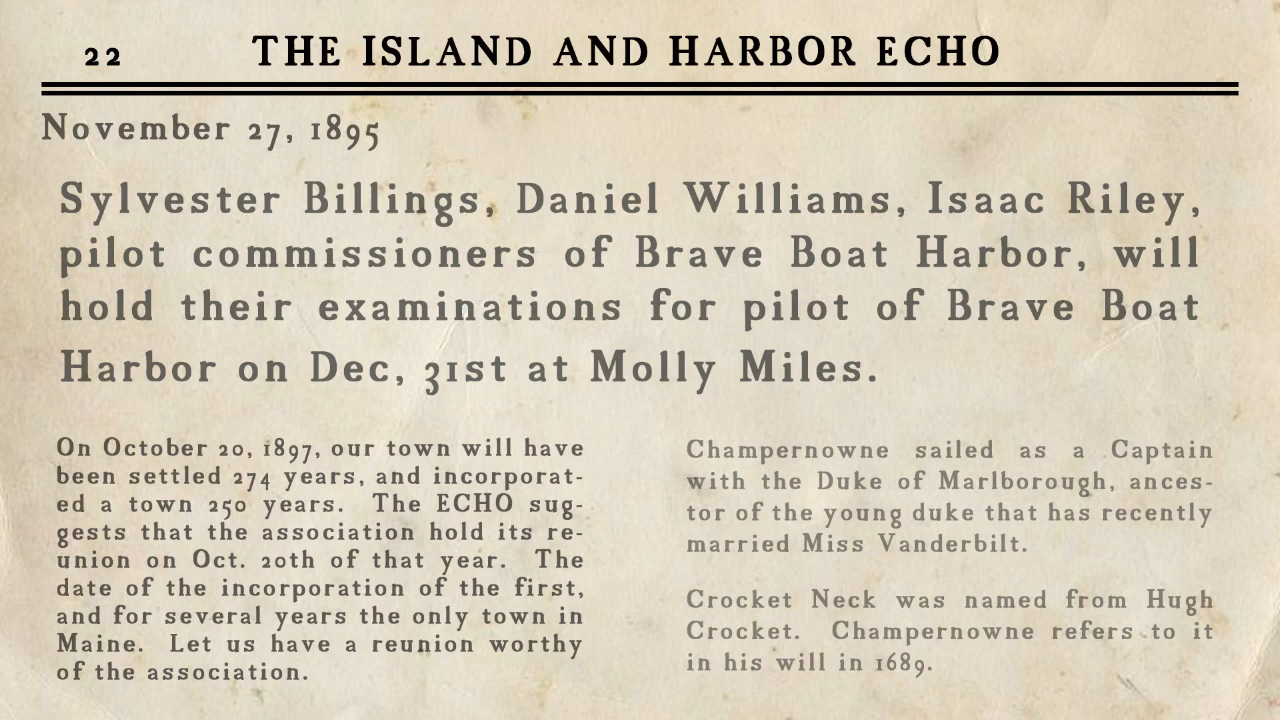 22 THE ISLAND AND HARBOR ECHO
November 27, 1895
Sylvester Billings, Daniel Williams, Isaac Riley,
pilot commissioners of Brave Boat Harbor, will
hold their examinations for pilot of Brave Boat
Harbor on Dec, 31st at Molly Miles.
On October 20, 1897, our town will have
been settled 274 years, and incorporat-
ed a town 250 years. The ECHO sug-
gests that the association hold its re-
union on Oct. 20th of that year. The
date of the incorporation of the first,
and for several years the only town in
Maine. Let us have a reunion worthy
of the association.
Champernowne sailed as a Captain
with the Duke of Marlborough, ances-
tor of the young duke that has recently
married Miss Vanderbilt.
Crocket Neck was named from Hugh
Crocket. Champernowne refers to it
in his will in 1689.